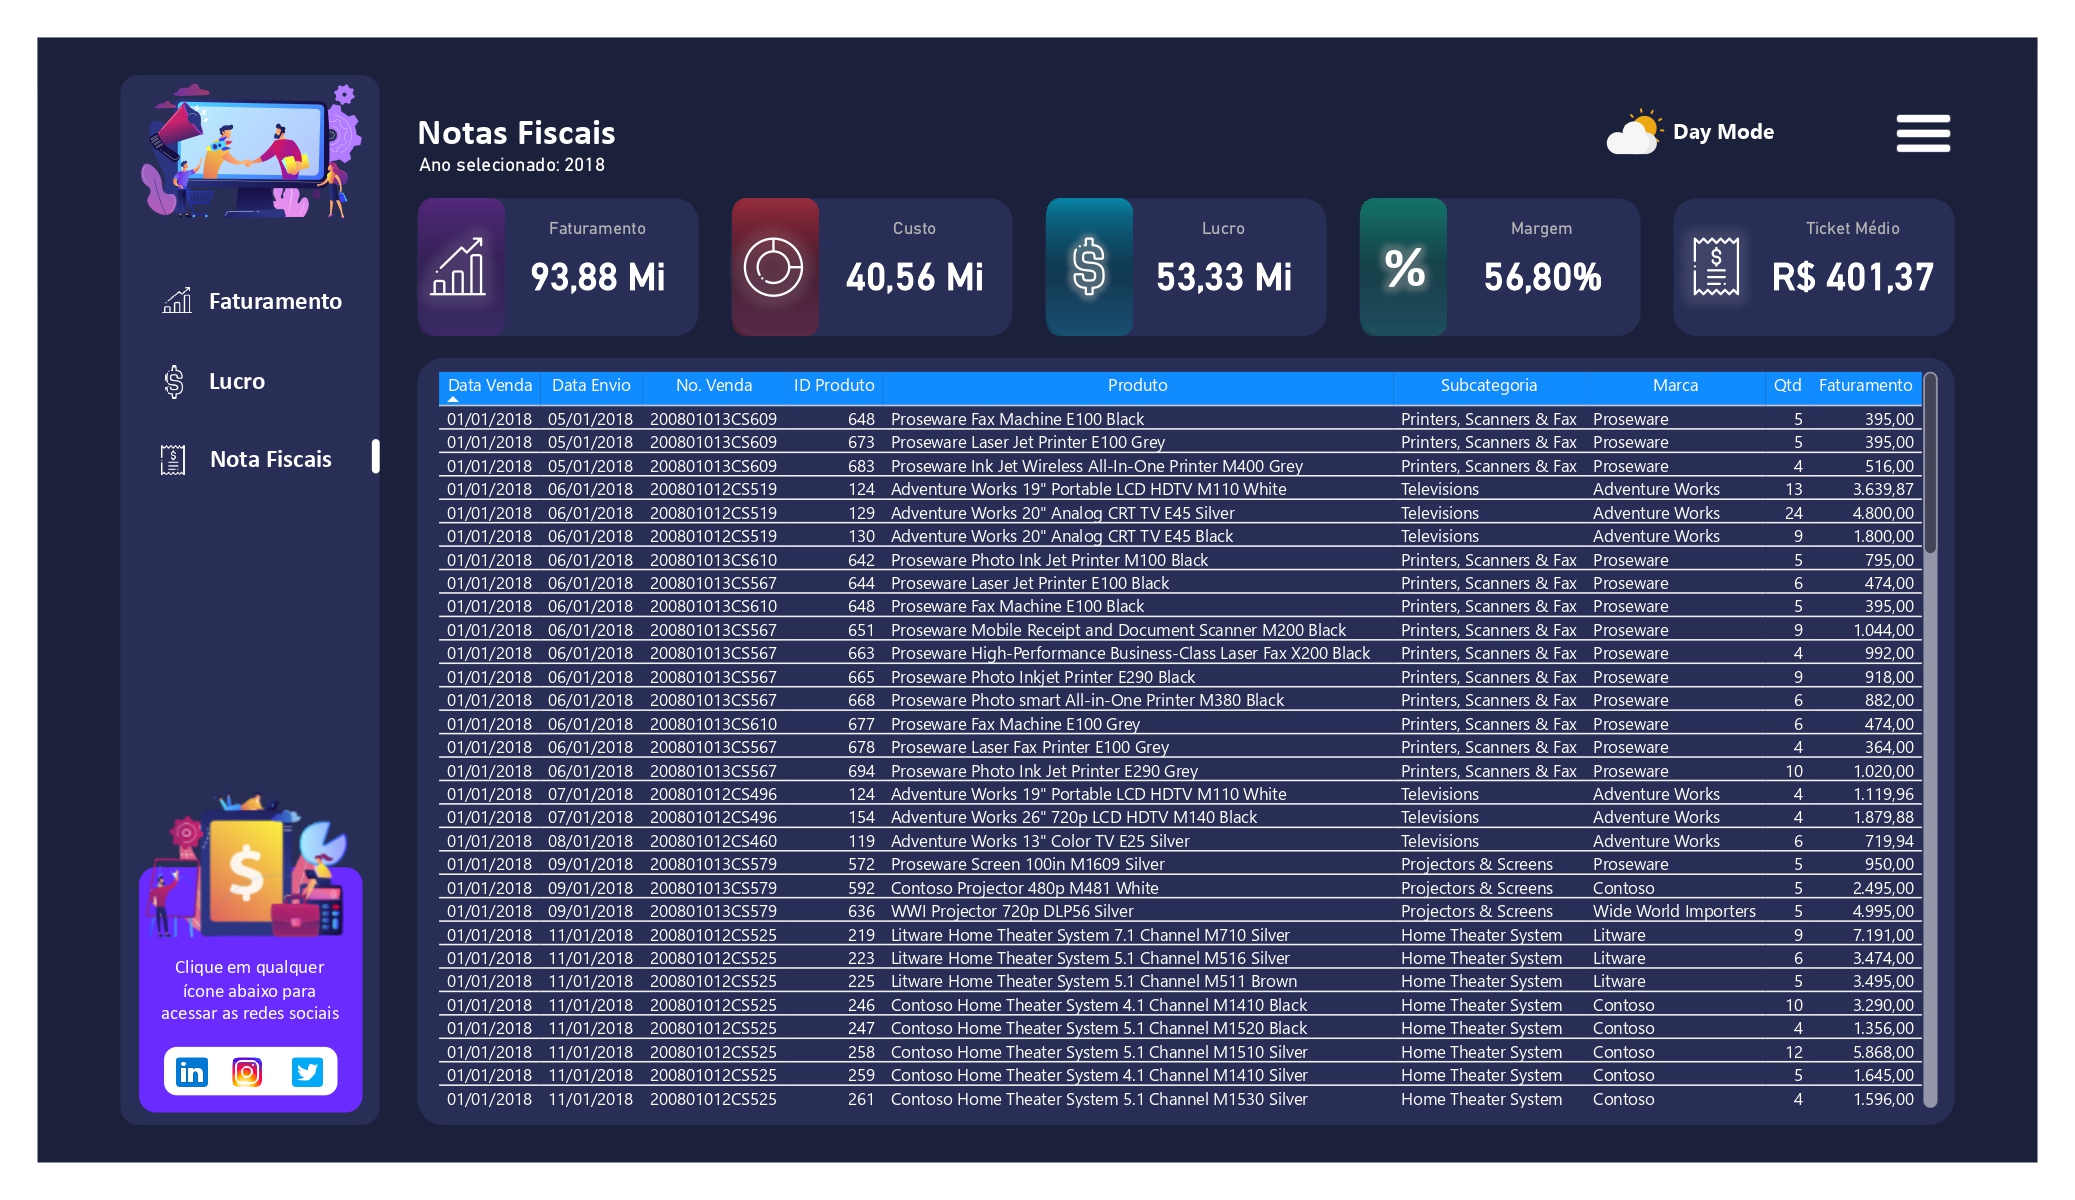 Notas Fiscais
Ano selecionado: 2018
Day Mode
Faturamento
93,88 Mi
Custo
40,56 Mi
Lucro
53,33 Mi
Margem
56,80%
%
Ticket Médio
R$ 401,37
Faturamento
Lucro
Nota Fiscais
Clique em qualquer
ícone abaixo para
acessar as redes sociais
Data Venda Data Envio No. Venda ID Produto Produto Subcategoria Marca Qtd Faturamento
01/01/2018 05/01/2018 200801013CS609 648 Proseware Fax Machine E100 Black Printers, Scanners & Fax Proseware 5 395,00
01/01/2018 05/01/2018 200801013CS609 673 Proseware Laser Jet Printer E100 Grey Printers, Scanners & Fax Proseware 5 395,00
01/01/2018 05/01/2018 200801013CS609 683 Proseware Ink Jet Wireless All-In-One Printer M400 Grey Printers, Scanners & Fax Proseware 4 516,00
01/01/2018 06/01/2018 200801012CS519 124 Adventure Works 19" Portable LCD HDTV M110 White Televisions Adventure Works 13 3.639,87
01/01/2018 06/01/2018 200801012CS519 129 Adventure Works 20" Analog CRT TV E45 Silver Televisions Adventure Works 24 4.800,00
01/01/2018 06/01/2018 200801012CS519 130 Adventure Works 20" Analog CRT TV E45 Black Televisions Adventure Works 9 1.800,00
01/01/2018 06/01/2018 200801013CS610 642 Proseware Photo Ink Jet Printer M100 Black Printers, Scanners & Fax Proseware 5 795,00
01/01/2018 06/01/2018 200801013CS567 644 Proseware Laser Jet Printer E100 Black Printers, Scanners & Fax Proseware 6 474,00
01/01/2018 06/01/2018 200801013CS610 648 Proseware Fax Machine E100 Black Printers, Scanners & Fax Proseware 5 395,00
01/01/2018 06/01/2018 200801013CS567 651 Proseware Mobile Receipt and Document Scanner M200 Black Printers, Scanners & Fax Proseware 9 1.044,00
01/01/2018 06/01/2018 200801013CS567 663 Proseware High-Performance Business-Class Laser Fax X200 Black Printers, Scanners & Fax Proseware 4 992,00
01/01/2018 06/01/2018 200801013CS567 665 Proseware Photo Inkjet Printer E290 Black Printers, Scanners & Fax Proseware 9 918,00
01/01/2018 06/01/2018 200801013CS567 668 Proseware Photo smart All-in-One Printer M380 Black Printers, Scanners & Fax Proseware 6 882,00
01/01/2018 06/01/2018 200801013CS610 677 Proseware Fax Machine E100 Grey Printers, Scanners & Fax Proseware 6 474,00
01/01/2018 06/01/2018 200801013CS567 678 Proseware Laser Fax Printer E100 Grey Printers, Scanners & Fax Proseware 4 364,00
01/01/2018 06/01/2018 200801013CS567 694 Proseware Photo Ink Jet Printer E290 Grey Printers, Scanners & Fax Proseware 10 1.020,00
01/01/2018 07/01/2018 200801012CS496 124 Adventure Works 19" Portable LCD HDTV M110 White Televisions Adventure Works 4 1.119,96
01/01/2018 07/01/2018 200801012CS496 154 Adventure Works 26" 720p LCD HDTV M140 Black Televisions Adventure Works 4 1.879,88
01/01/2018 08/01/2018 200801012CS460 119 Adventure Works 13" Color TV E25 Silver Televisions Adventure Works 6 719,94
01/01/2018 09/01/2018 200801013CS579 572 Proseware Screen 100in M1609 Silver Projectors & Screens Proseware 5 950,00
01/01/2018 09/01/2018 200801013CS579 592 Contoso Projector 480p M481 White Projectors & Screens Contoso 5 2.495,00
01/01/2018 09/01/2018 200801013CS579 636 WWI Projector 720p DLP56 Silver Projectors & Screens Wide World Importers 5 4.995,00
01/01/2018 11/01/2018 200801012CS525 219 Litware Home Theater System 7.1 Channel M710 Silver Home Theater System Litware 9 7.191,00
01/01/2018 11/01/2018 200801012CS525 223 Litware Home Theater System 5.1 Channel M516 Silver Home Theater System Litware 6 3.474,00
01/01/2018 11/01/2018 200801012CS525 225 Litware Home Theater System 5.1 Channel M511 Brown Home Theater System Litware 5 3.495,00
01/01/2018 11/01/2018 200801012CS525 246 Contoso Home Theater System 4.1 Channel M1410 Black Home Theater System Contoso 10 3.290,00
01/01/2018 11/01/2018 200801012CS525 247 Contoso Home Theater System 5.1 Channel M1520 Black Home Theater System Contoso 4 1.356,00
01/01/2018 11/01/2018 200801012CS525 258 Contoso Home Theater System 5.1 Channel M1510 Silver Home Theater System Contoso 12 5.868,00
01/01/2018 11/01/2018 200801012CS525 259 Contoso Home Theater System 4.1 Channel M1410 Silver Home Theater System Contoso 5 1.645,00
01/01/2018 11/01/2018 200801012CS525 261 Contoso Home Theater System 5.1 Channel M1530 Silver Home Theater System Contoso 4 1.596,00